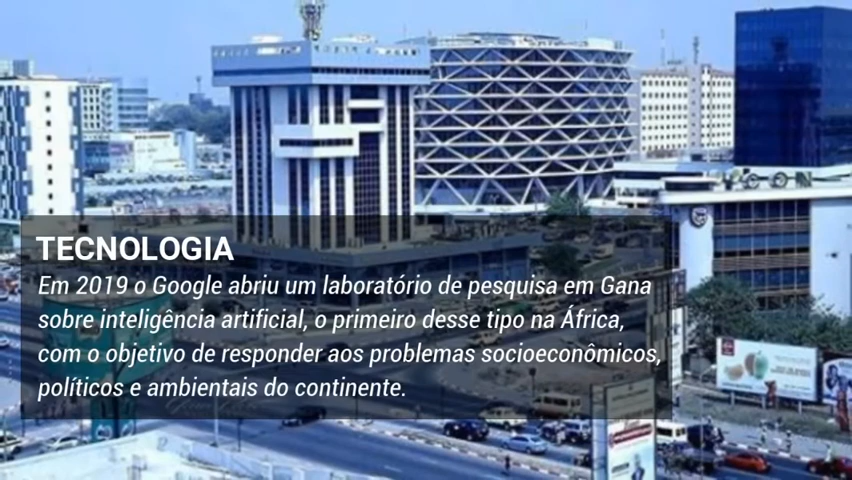 TECNOLOGIA
Em 2019 o Google abriu um laboratório de pesquisa em Gana
sobre inteligência artificial, o primeiro desse tipo na África,
com o objetivo de responder aos problemas socioeconômicos,
políticos e ambientais do continente.